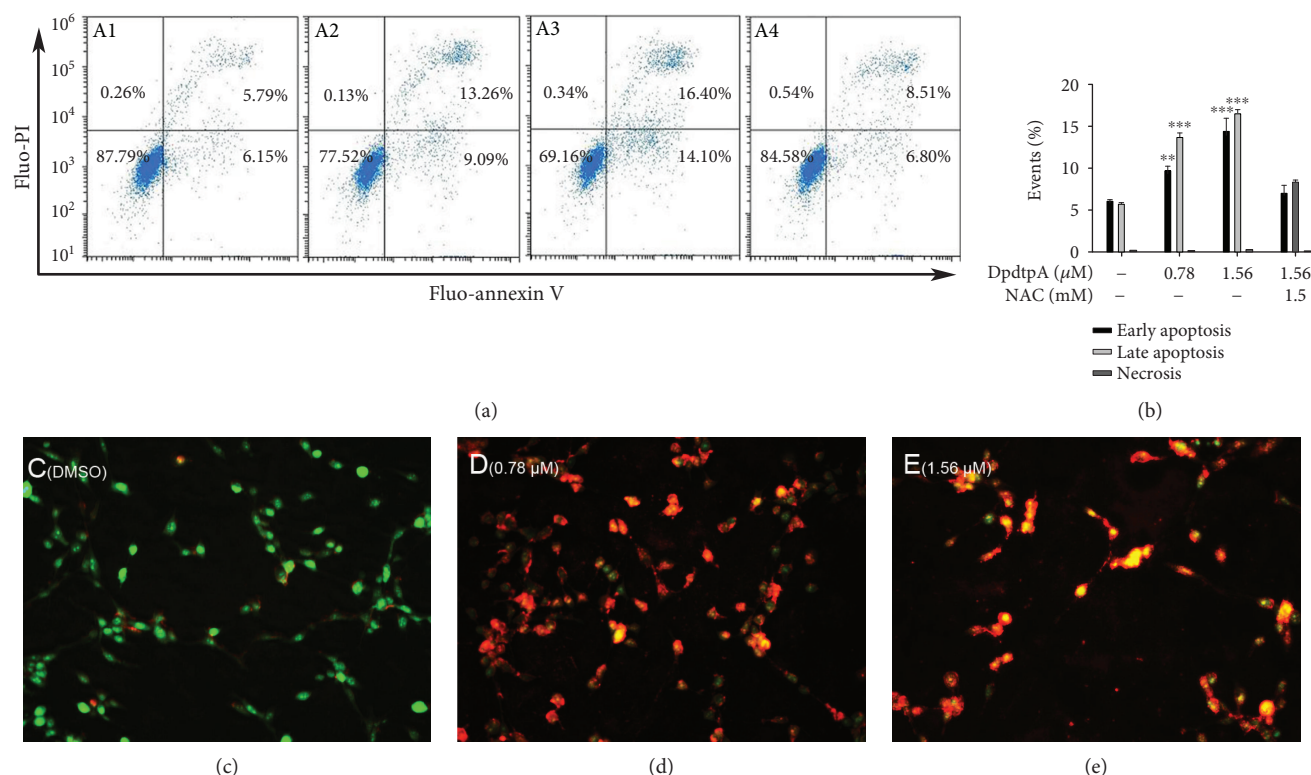 A1 A2 A3 A4
10⁶
10⁵
10⁴
10³
10²
10¹
0.26% 5.79% 0.13% 13.26% 0.34% 16.40% 0.54% 8.51%
87.79% 6.15% 77.52% 9.09% 69.16% 14.10% 84.58% 6.80%
Fluo-PI
Fluo-annexin V
(a)
20
15
10
5
0
Events (%)
** *** *** ***
DpdtpA (μM) – 0.78 1.56 1.56
NAC (mM) – – – 1.5
Early apoptosis
Late apoptosis
Necrosis
(b)
C(DMSO)
D(0.78 μM)
E(1.56 μM)
(c)
(d)
(e)